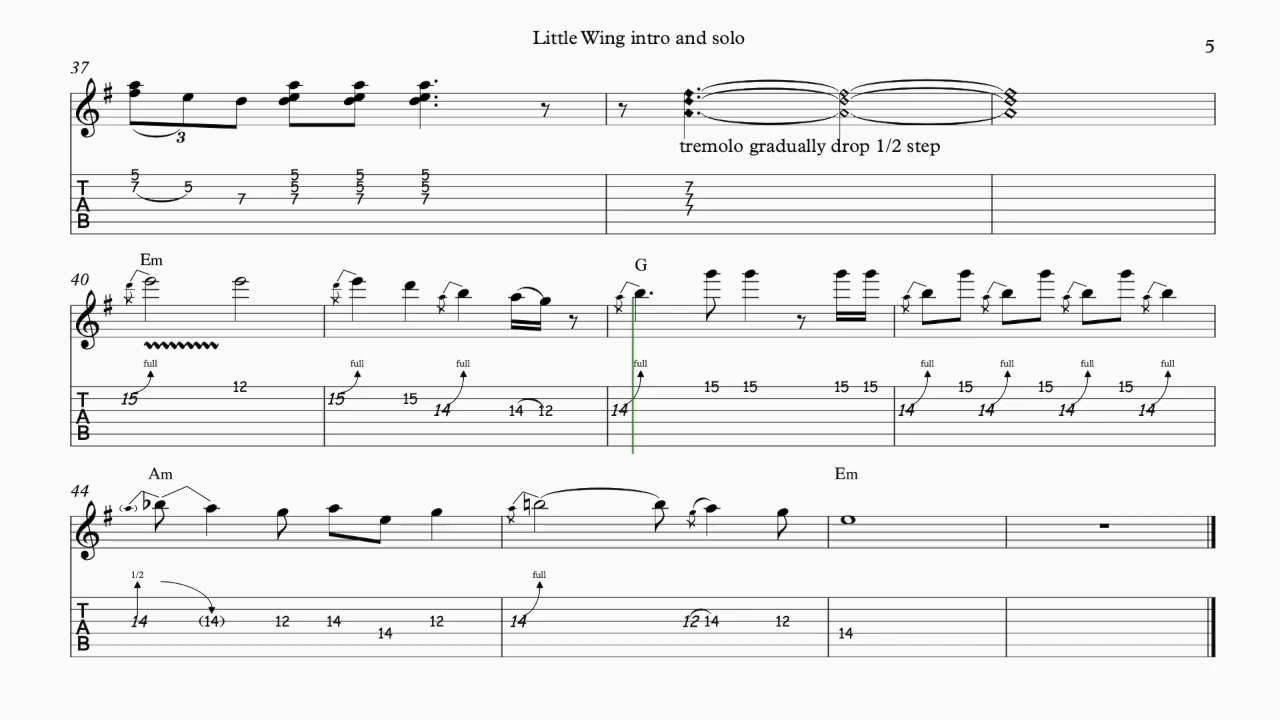 Little Wing intro and solo
5
37
3
tremolo gradually drop 1/2 step
5 5 5 5
7 5 5 5 5 7
7 7 7 7 7
7
T
A
B
40
Em
G
full full full full full full full full
12 15 15 15 15 15 15 15
15 15 15
14 14 12 14 14 14 14 14
T
A
B
44
Am
Em
1/2 full
14 (14) 12 14 12 14 12 14 12
14 14
T
A
B